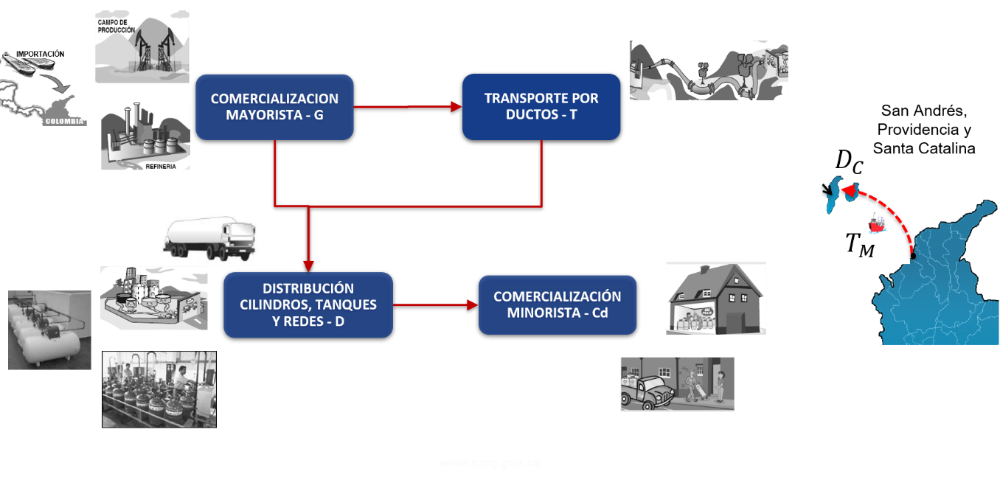 CAMPO DE
PRODUCCIÓN
IMPORTACIÓN
COLOMBIA
REFINERIA
COMERCIALIZACION
MAYORISTA - G
TRANSPORTE POR
DUCTOS - T
San Andrés,
Providencia y
Santa Catalina
D_C
T_M
DISTRIBUCIÓN
CILINDROS, TANQUES
Y REDES - D
COMERCIALIZACIÓN
MINORISTA - Cd